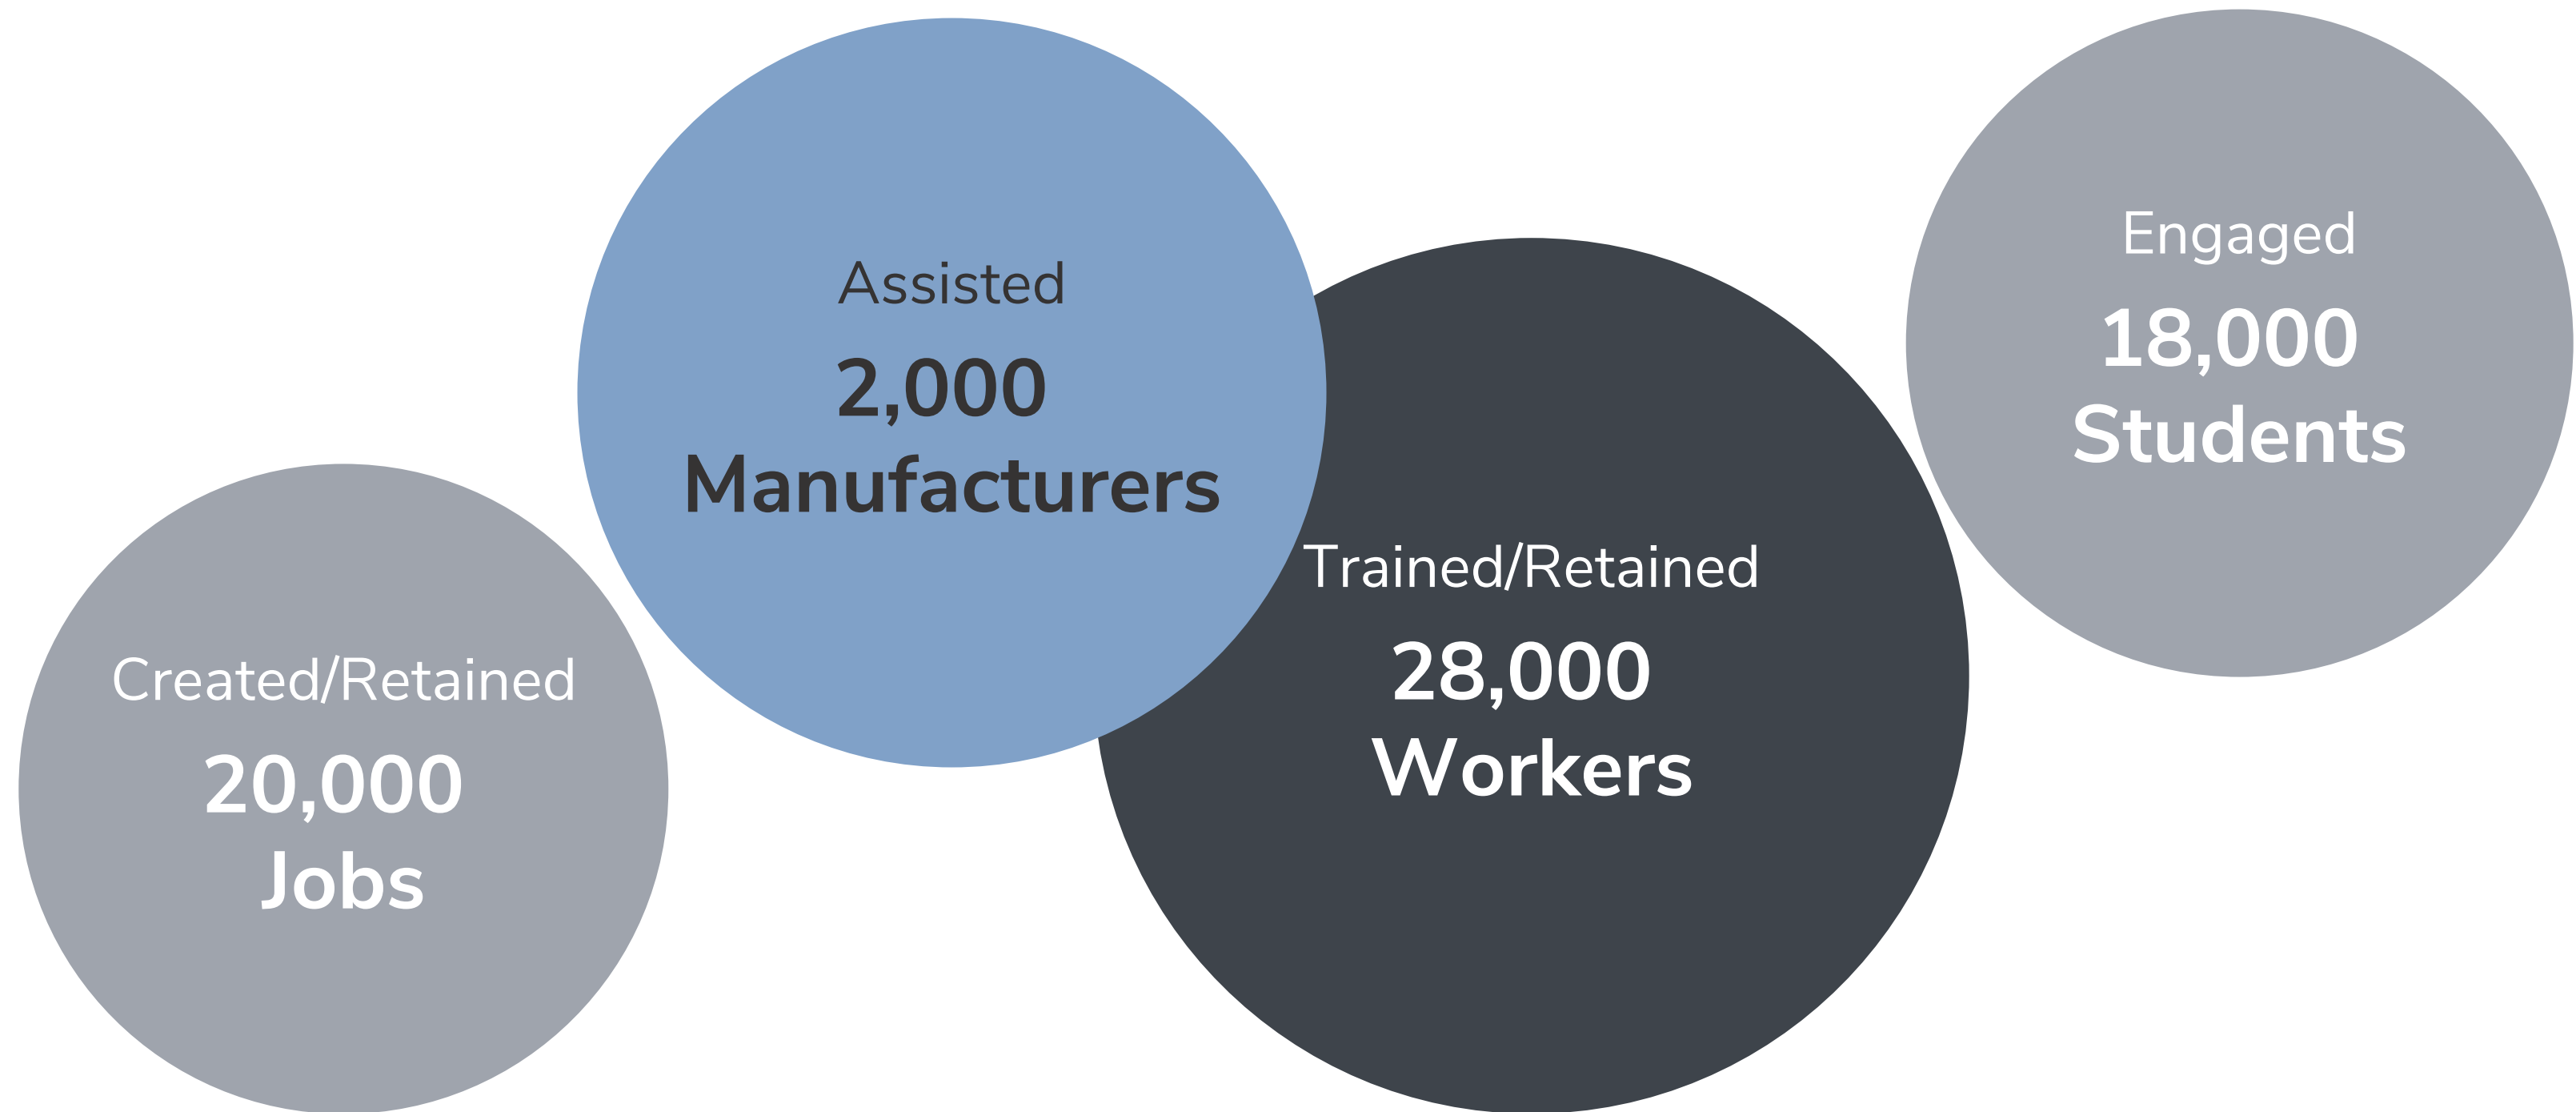 Created/Retained
20,000
Jobs
Assisted
2,000
Manufacturers
Trained/Retained
28,000
Workers
Engaged
18,000
Students